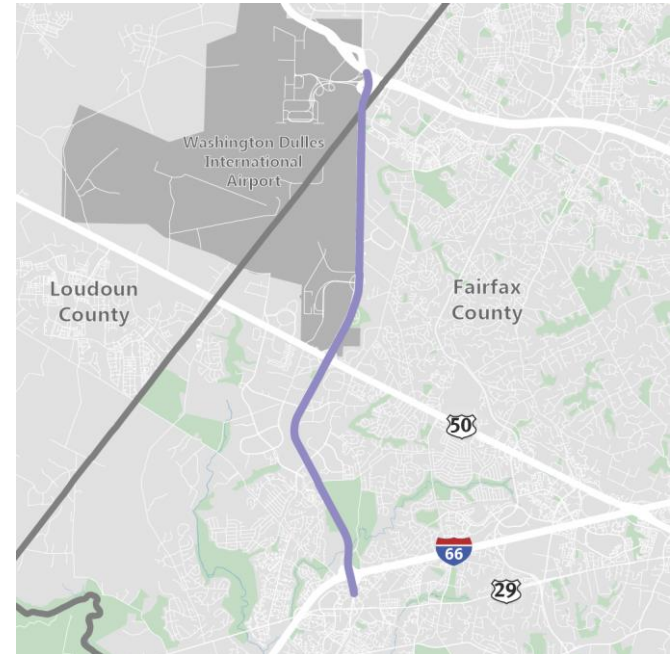 Washington Dulles
International
Airport
Loudoun
County
Fairfax
County
50
66
29